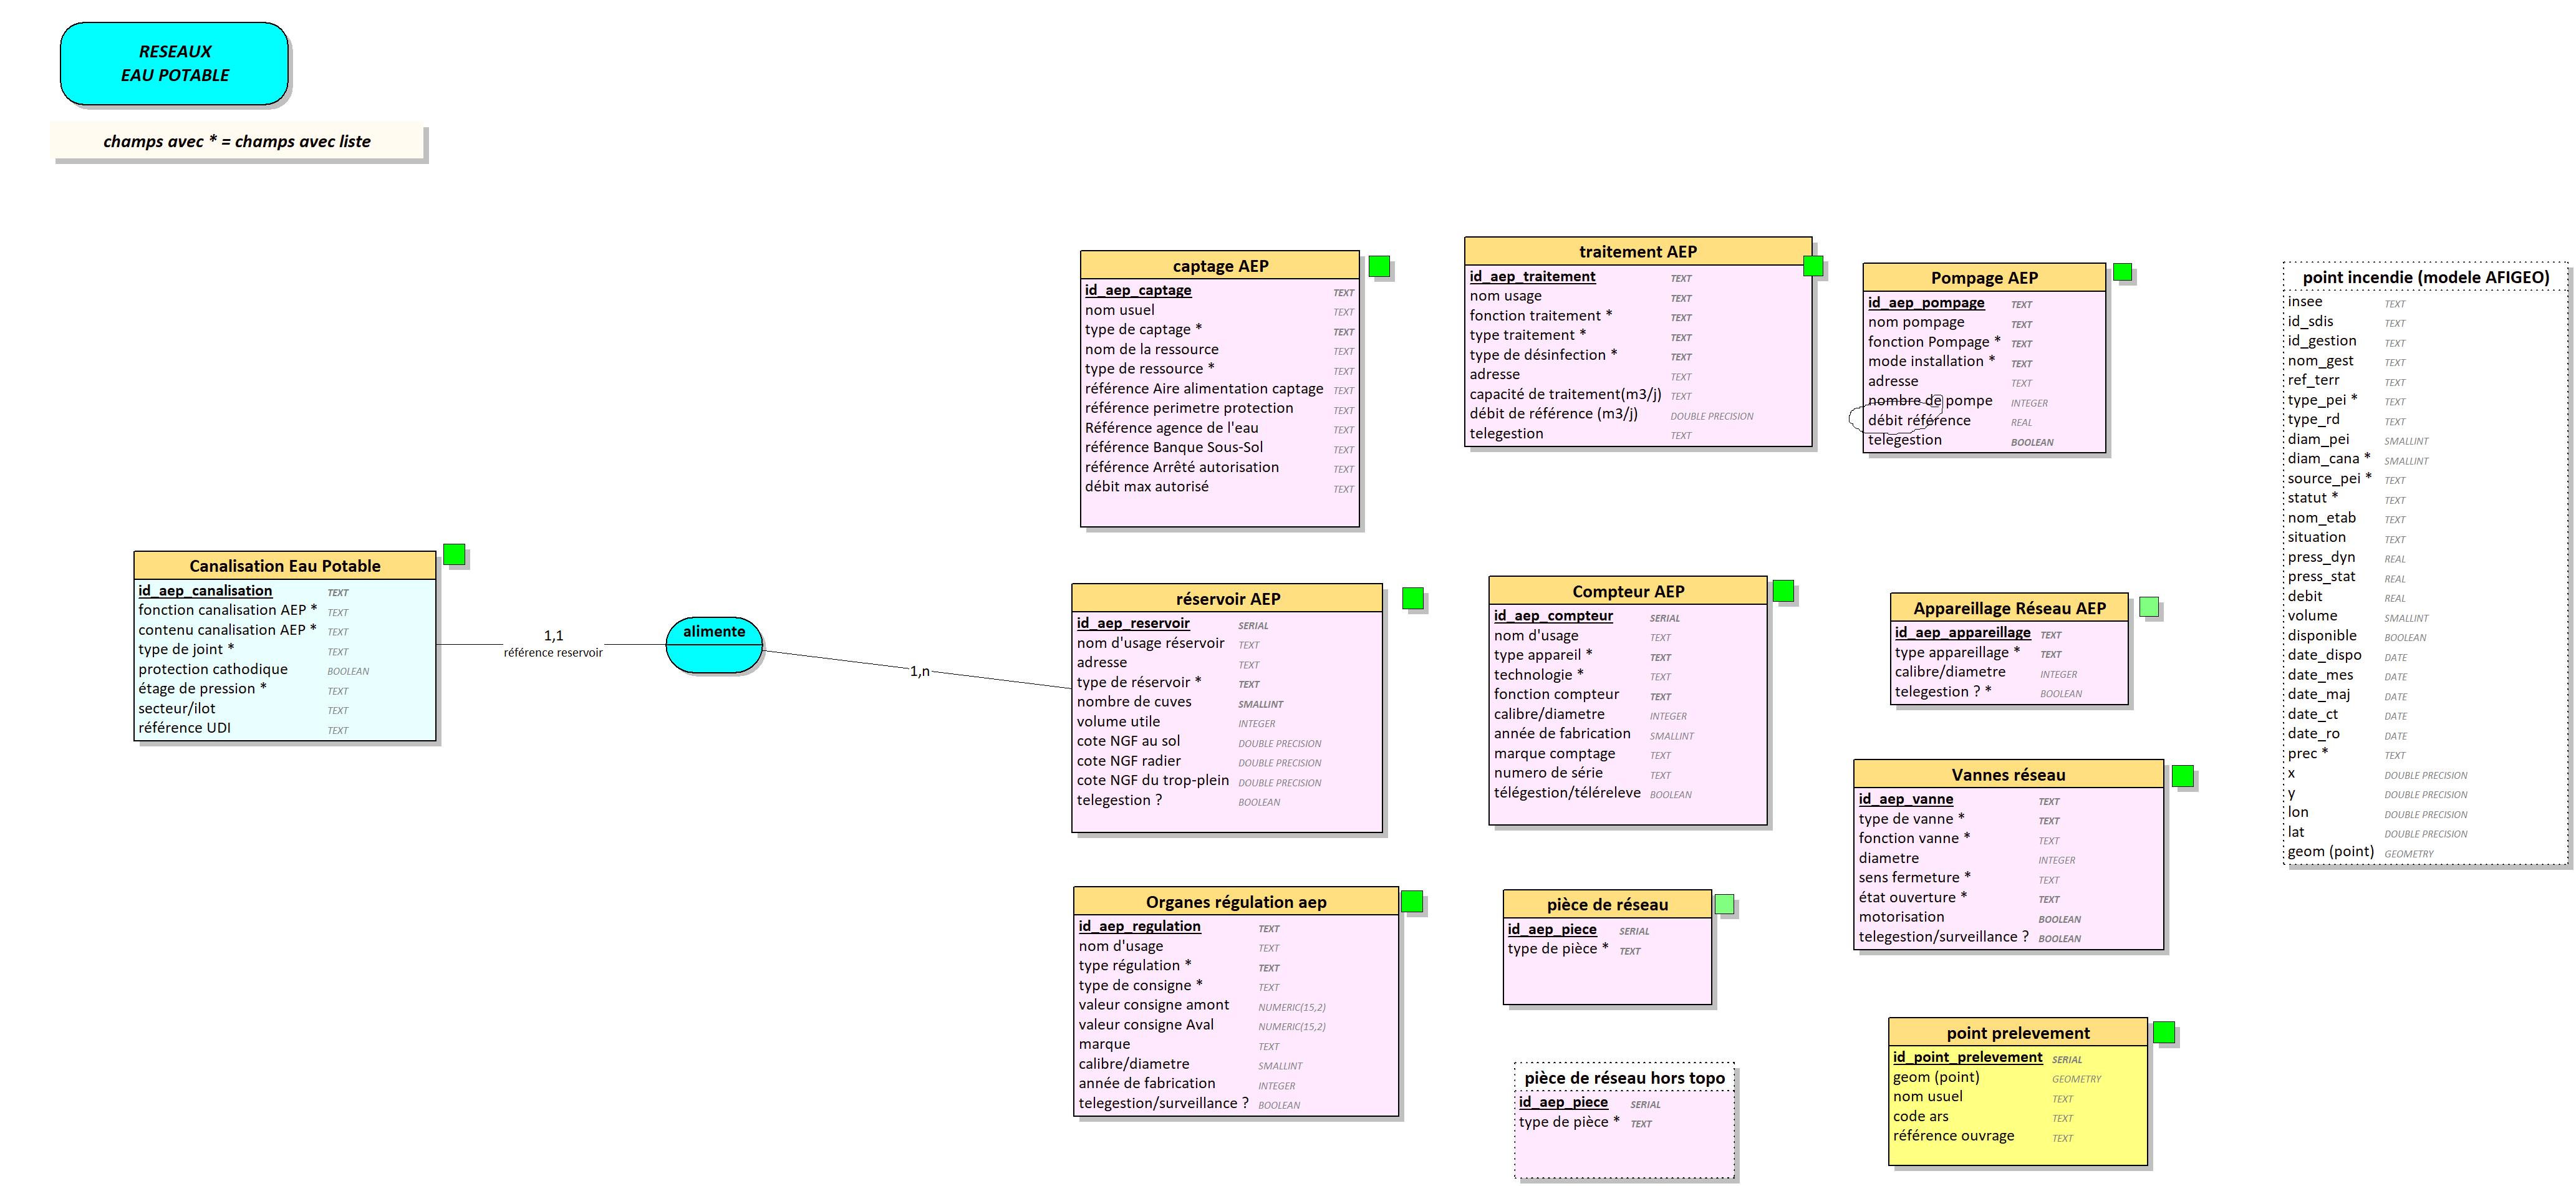 RESEAUX
EAU POTABLE
champs avec * = champs avec liste
captage AEP
id_aep_captage TEXT
nom usuel TEXT
type de captage * TEXT
nom de la ressource TEXT
type de ressource * TEXT
référence Aire alimentation captage TEXT
référence perimetre protection TEXT
Référence agence de l'eau TEXT
référence Banque Sous-Sol TEXT
référence Arrêté autorisation TEXT
débit max autorisé TEXT
traitement AEP
id_aep_traitement TEXT
nom usage TEXT
fonction traitement * TEXT
type traitement * TEXT
type de désinfection * TEXT
adresse TEXT
capacité de traitement(m3/j) TEXT
débit de référence (m3/j) DOUBLE PRECISION
telegestion TEXT
Pompage AEP
id_aep_pompage TEXT
nom pompage TEXT
fonction Pompage * TEXT
mode installation * TEXT
adresse TEXT
nombre de pompe INTEGER
débit référence REAL
telegestion BOOLEAN
point incendie (modele AFIGEO)
insee TEXT
id_sdis TEXT
id_gestion TEXT
nom_gest TEXT
ref_terr TEXT
type_pei * TEXT
type_rd TEXT
diam_pei SMALLINT
diam_cana * SMALLINT
source_pei * TEXT
statut * TEXT
nom_etab TEXT
situation TEXT
press_dyn REAL
press_stat REAL
debit REAL
volume SMALLINT
disponible BOOLEAN
date_dispo DATE
date_mes DATE
date_maj DATE
date_ct DATE
date_ro DATE
prec * TEXT
x DOUBLE PRECISION
y DOUBLE PRECISION
lon DOUBLE PRECISION
lat DOUBLE PRECISION
geom (point) GEOMETRY
Canalisation Eau Potable
id_aep_canalisation TEXT
fonction canalisation AEP * TEXT
contenu canalisation AEP * TEXT
type de joint * TEXT
protection cathodique BOOLEAN
étage de pression * TEXT
secteur/ilot TEXT
référence UDI TEXT
1,1
référence reservoir
alimente
1,n
réservoir AEP
id_aep_reservoir SERIAL
nom d'usage réservoir TEXT
adresse TEXT
type de réservoir * TEXT
nombre de cuves SMALLINT
volume utile INTEGER
cote NGF au sol DOUBLE PRECISION
cote NGF radier DOUBLE PRECISION
cote NGF du trop-plein DOUBLE PRECISION
telegestion ? BOOLEAN
Compteur AEP
id_aep_compteur SERIAL
nom d'usage TEXT
type appareil * TEXT
technologie * TEXT
fonction compteur TEXT
calibre/diametre INTEGER
année de fabrication SMALLINT
marque comptage TEXT
numero de série TEXT
télégestion/téléreleve BOOLEAN
Appareillage Réseau AEP
id_aep_appareillage TEXT
type appareillage * TEXT
calibre/diametre INTEGER
telegestion ? * BOOLEAN
Vannes réseau
id_aep_vanne TEXT
type de vanne * TEXT
fonction vanne * TEXT
diametre INTEGER
sens fermeture * TEXT
état ouverture * TEXT
motorisation BOOLEAN
telegestion/surveillance ? BOOLEAN
Organes régulation aep
id_aep_regulation TEXT
nom d'usage TEXT
type régulation * TEXT
type de consigne * TEXT
valeur consigne amont NUMERIC(15,2)
valeur consigne Aval NUMERIC(15,2)
marque TEXT
calibre/diametre SMALLINT
année de fabrication INTEGER
telegestion/surveillance ? BOOLEAN
pièce de réseau
id_aep_piece SERIAL
type de pièce * TEXT
pièce de réseau hors topo
id_aep_piece SERIAL
type de pièce * TEXT
point prelevement
id_point_prelevement SERIAL
geom (point) GEOMETRY
nom usuel TEXT
code ars TEXT
référence ouvrage TEXT